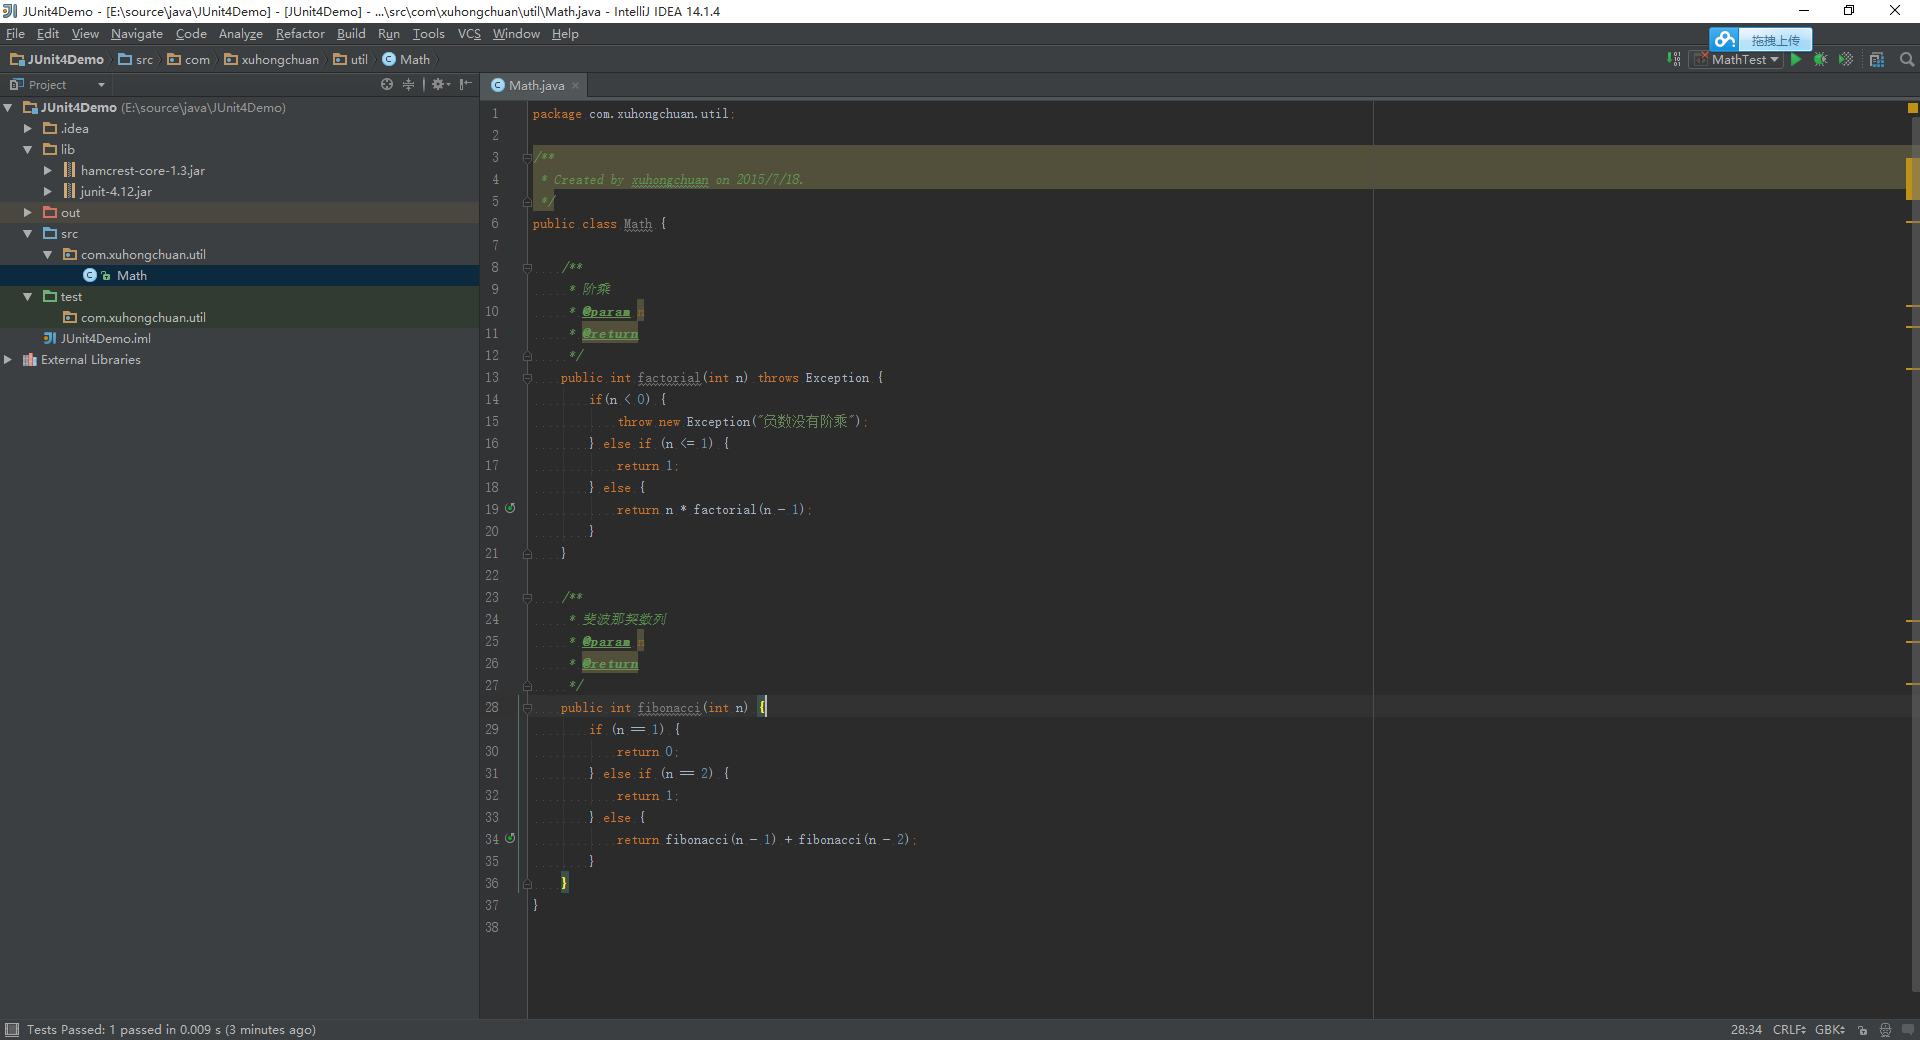 JUnit4Demo - [E:\source\java\JUnit4Demo] - [JUnit4Demo] - ...\src\com\xuhongchuan\util\Math.java - IntelliJ IDEA 14.1.4
File Edit View Navigate Code Analyze Refactor Build Run Tools VCS Window Help
拖拽上传
JUnit4Demo src com xuhongchuan util Math
MathTest
Project
Math.java
JUnit4Demo (E:\source\java\JUnit4Demo)
.idea
lib
hamcrest-core-1.3.jar
junit-4.12.jar
out
src
com.xuhongchuan.util
Math
test
com.xuhongchuan.util
JUnit4Demo.iml
External Libraries
1 package com.xuhongchuan.util;
2
3 /**
4 * Created by xuhongchuan on 2015/7/18.
5 */
6 public class Math {
7
8 /**
9 * 阶乘
10 * @param n
11 * @return
12 */
13 public int factorial(int n) throws Exception {
14 if(n < 0) {
15 throw new Exception("负数没有阶乘");
16 } else if (n <= 1) {
17 return 1;
18 } else {
19 return n * factorial(n - 1);
20 }
21 }
22
23 /**
24 * 斐波那契数列
25 * @param n
26 * @return
27 */
28 public int fibonacci(int n) {
29 if (n == 1) {
30 return 0;
31 } else if (n == 2) {
32 return 1;
33 } else {
34 return fibonacci(n - 1) + fibonacci(n - 2);
35 }
36 }
37 }
38
Tests Passed: 1 passed in 0.009 s (3 minutes ago)
28:34 CRLF GBK